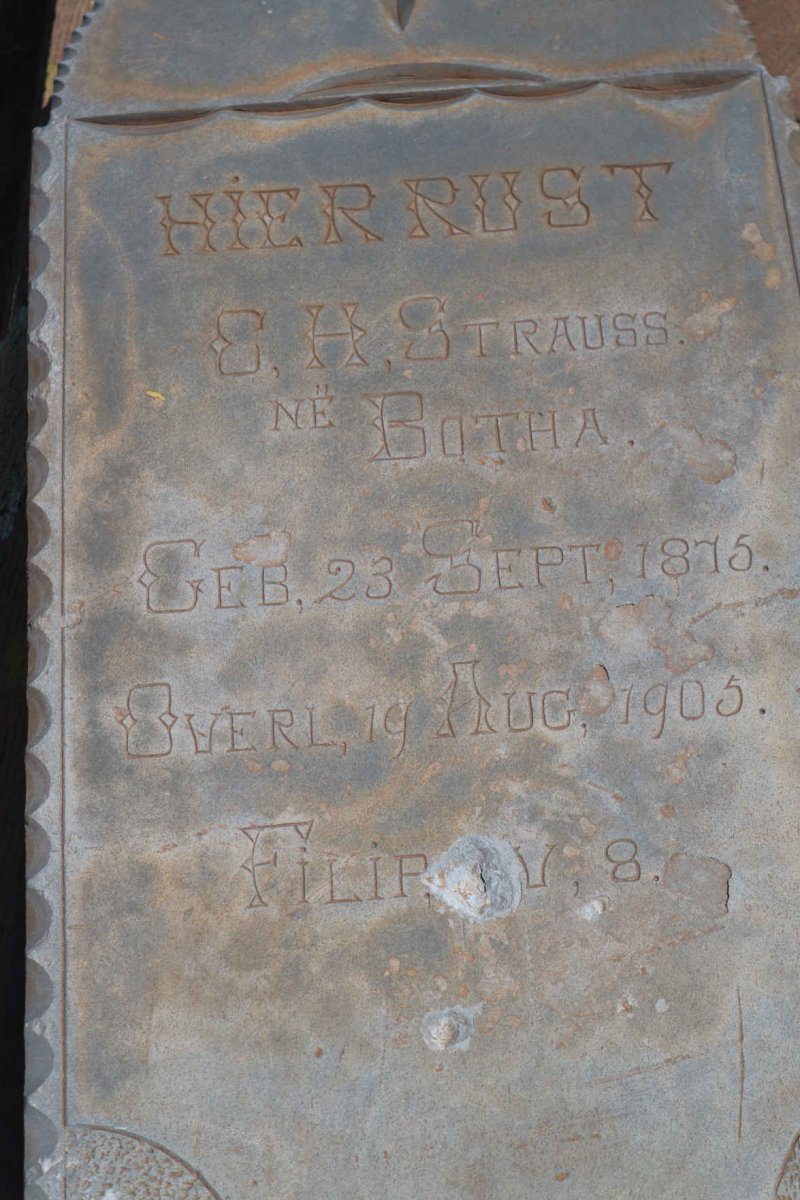 HIER RUST
E. H. STRAUSS.
NË BOTHA.
GEB. 23 SEPT, 1875.
OVERL, 19 AUG, 1905.
FILIP, V, 8.